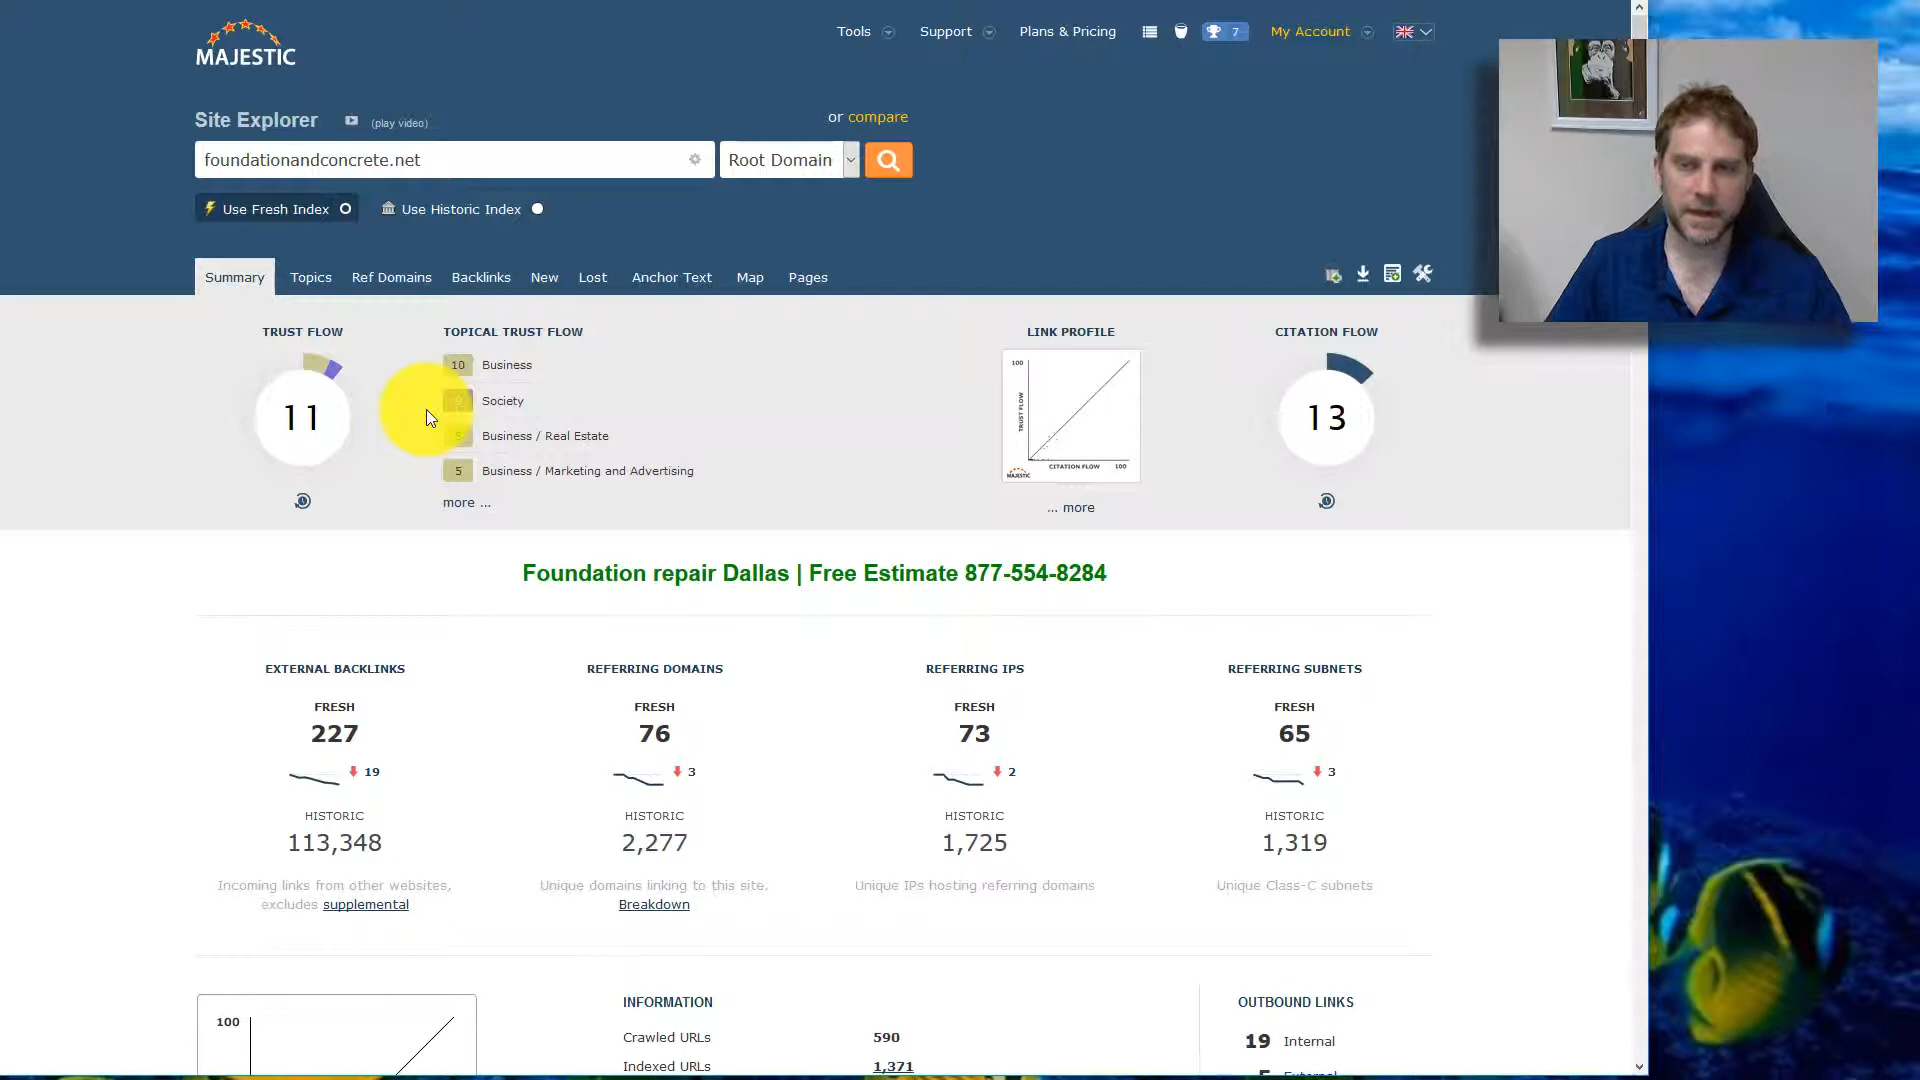 MAJESTIC
Tools
Support
Plans & Pricing
7
My Account
Site Explorer
(play video)
or compare
foundationandconcrete.net
Root Domain
Use Fresh Index
Use Historic Index
Summary
Topics
Ref Domains
Backlinks
New
Lost
Anchor Text
Map
Pages
TRUST FLOW
11
TOPICAL TRUST FLOW
10 Business
Society
Business / Real Estate
5 Business / Marketing and Advertising
more ...
LINK PROFILE
100
TRUST FLOW
CITATION FLOW
100
MAJESTIC
... more
CITATION FLOW
13
Foundation repair Dallas | Free Estimate 877-554-8284
EXTERNAL BACKLINKS
FRESH
227
19
HISTORIC
113,348
Incoming links from other websites,
excludes supplemental
REFERRING DOMAINS
FRESH
76
3
HISTORIC
2,277
Unique domains linking to this site.
Breakdown
REFERRING IPS
FRESH
73
2
HISTORIC
1,725
Unique IPs hosting referring domains
REFERRING SUBNETS
FRESH
65
3
HISTORIC
1,319
Unique Class-C subnets
100
INFORMATION
Crawled URLs 590
Indexed URLs 1,371
OUTBOUND LINKS
19 Internal